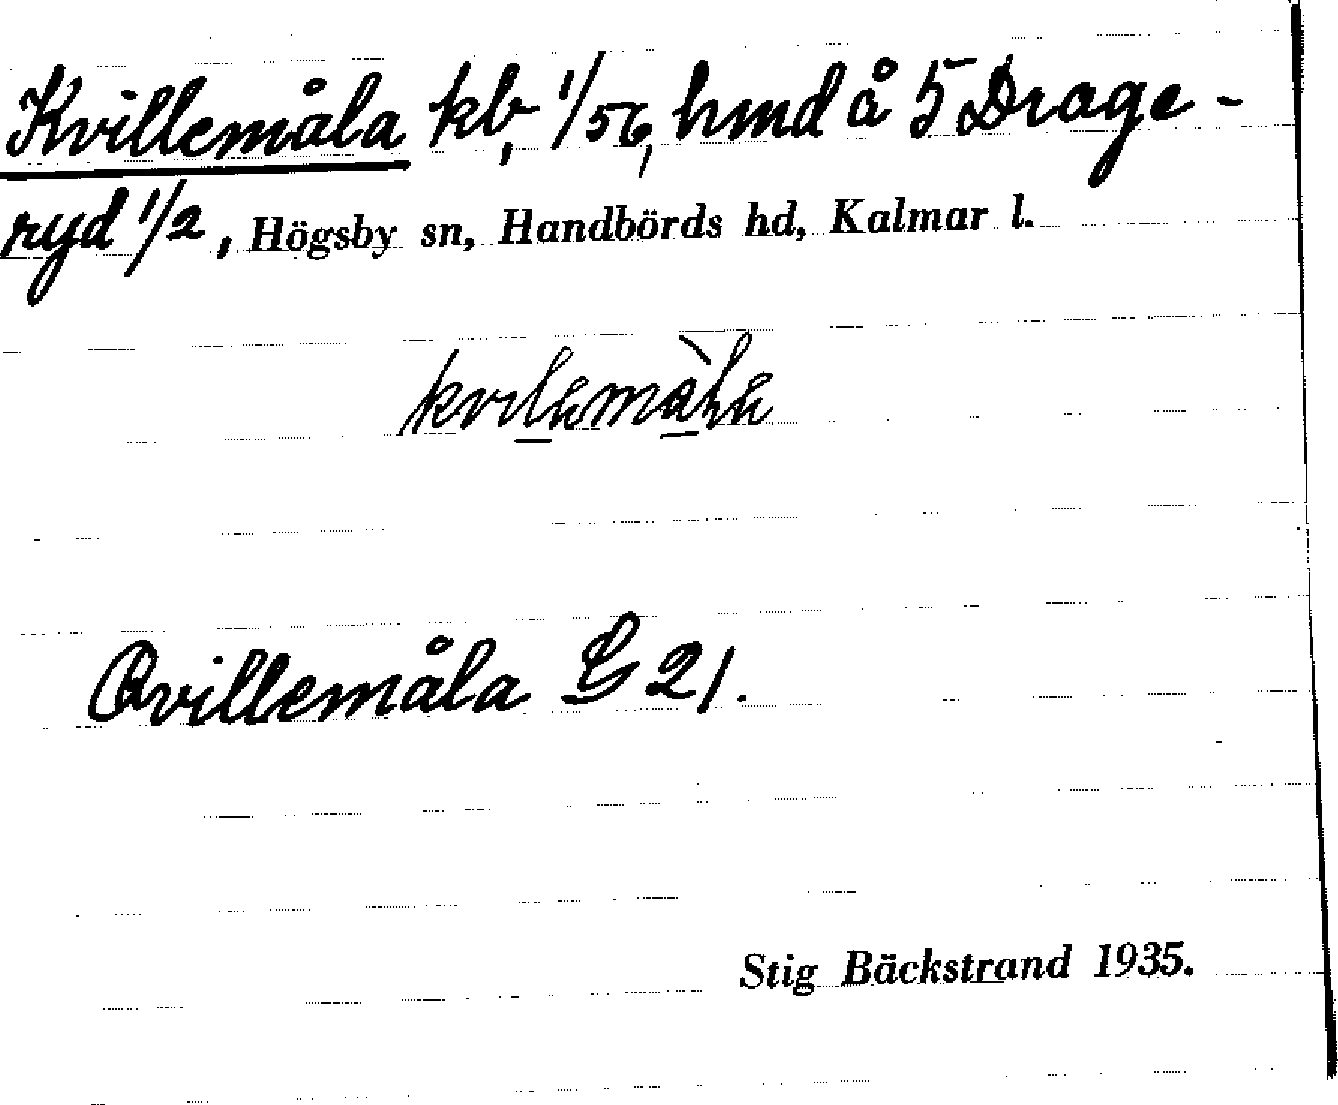 Kvillemåla kb, 1/56, hmd å 5 Drage-
ryd 1/2, Högsby sn, Handbörds hd, Kalmar l.
Qvillemåla G 21.
Stig Bäckstrand 1935.